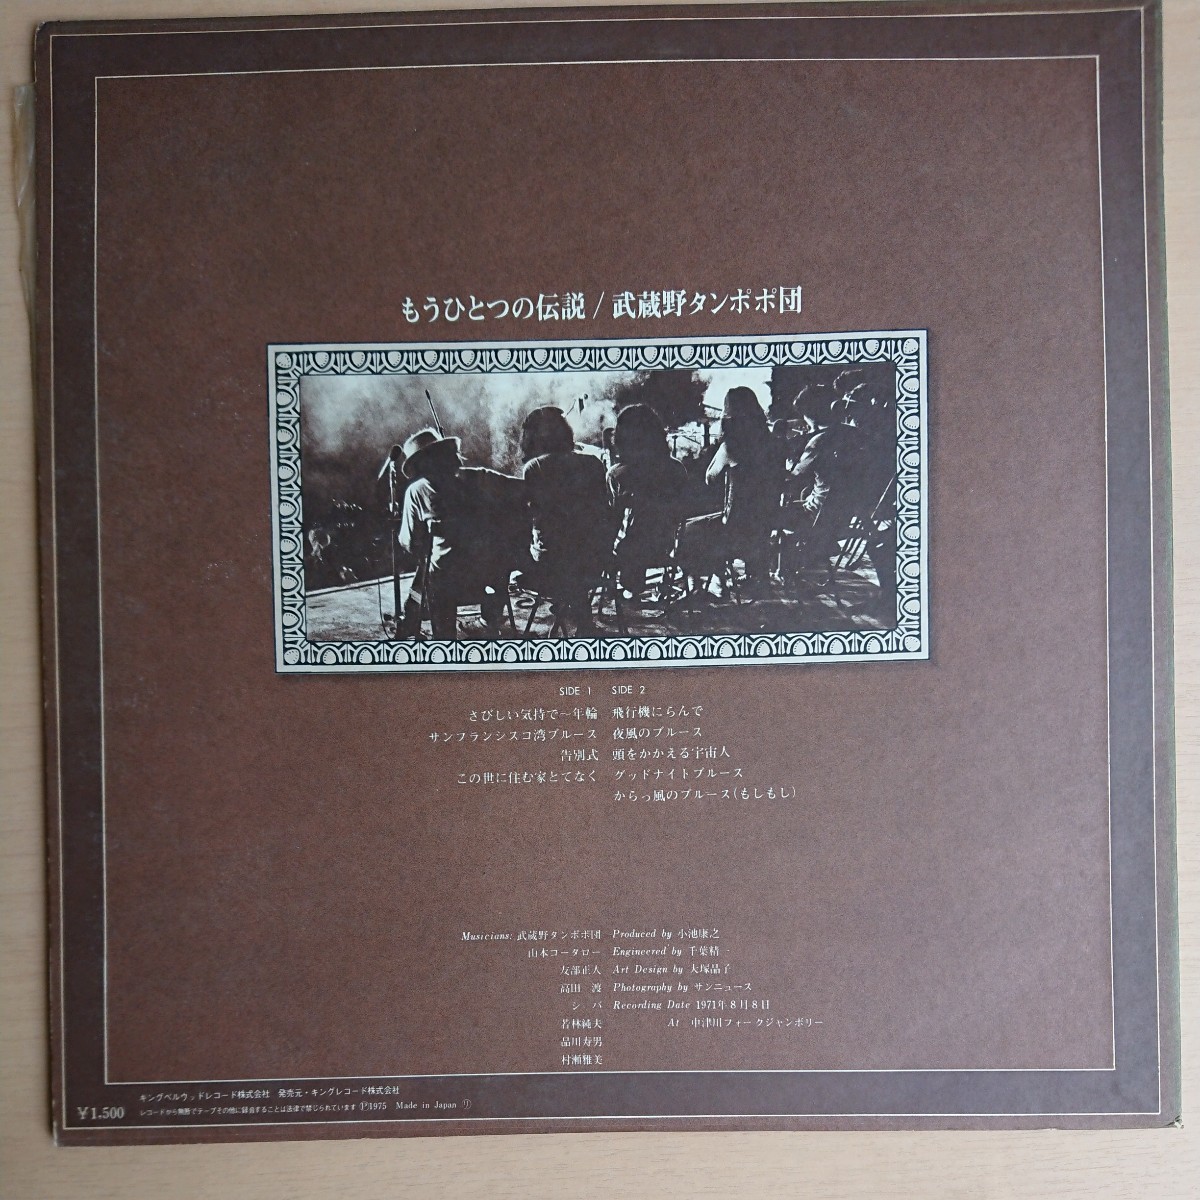 もうひとつの伝説/武蔵野タンポポ団
SIDE 1
さびしい気持で〜年輪
サンフランシスコ湾ブルース
告別式
この世に住む家とてなく
SIDE 2
飛行機にらんで
夜風のブルース
頭をかかえる宇宙人
グッドナイトブルース
からっ風のブルース(もしもし)
Musicians: 武蔵野タンポポ団
山本コータロー
友部正人
高田 渡
シバ
若林純夫
品川寿男
村瀬雅美
Produced by 小池康之
Engineered by 千葉精一
Art Design by 大塚晶子
Photography by サンニュース
Recording Date 1971年8月8日
At 中津川フォークジャンボリー
キングベルウッドレコード株式会社 発売元・キングレコード株式会社
¥1,500
レコードから無断でテープその他に録音することは法律で禁じられています Ⓟ1975 Made in Japan ㋷